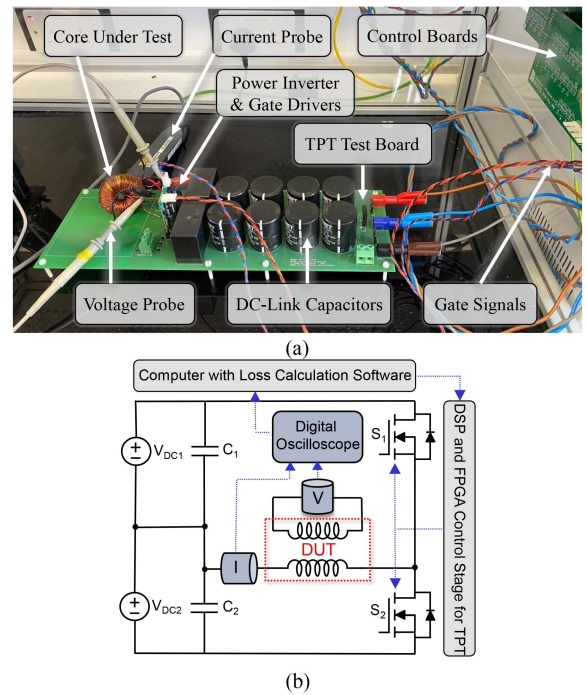 Core Under Test
Current Probe
Control Boards
Power Inverter
& Gate Drivers
TPT Test Board
Voltage Probe
DC-Link Capacitors
Gate Signals
(a)
Computer with Loss Calculation Software
Digital
Oscilloscope
S1
VDC1
C1
V
DUT
I
DSP and FPGA Control Stage for TPT
S2
VDC2
C2
(b)